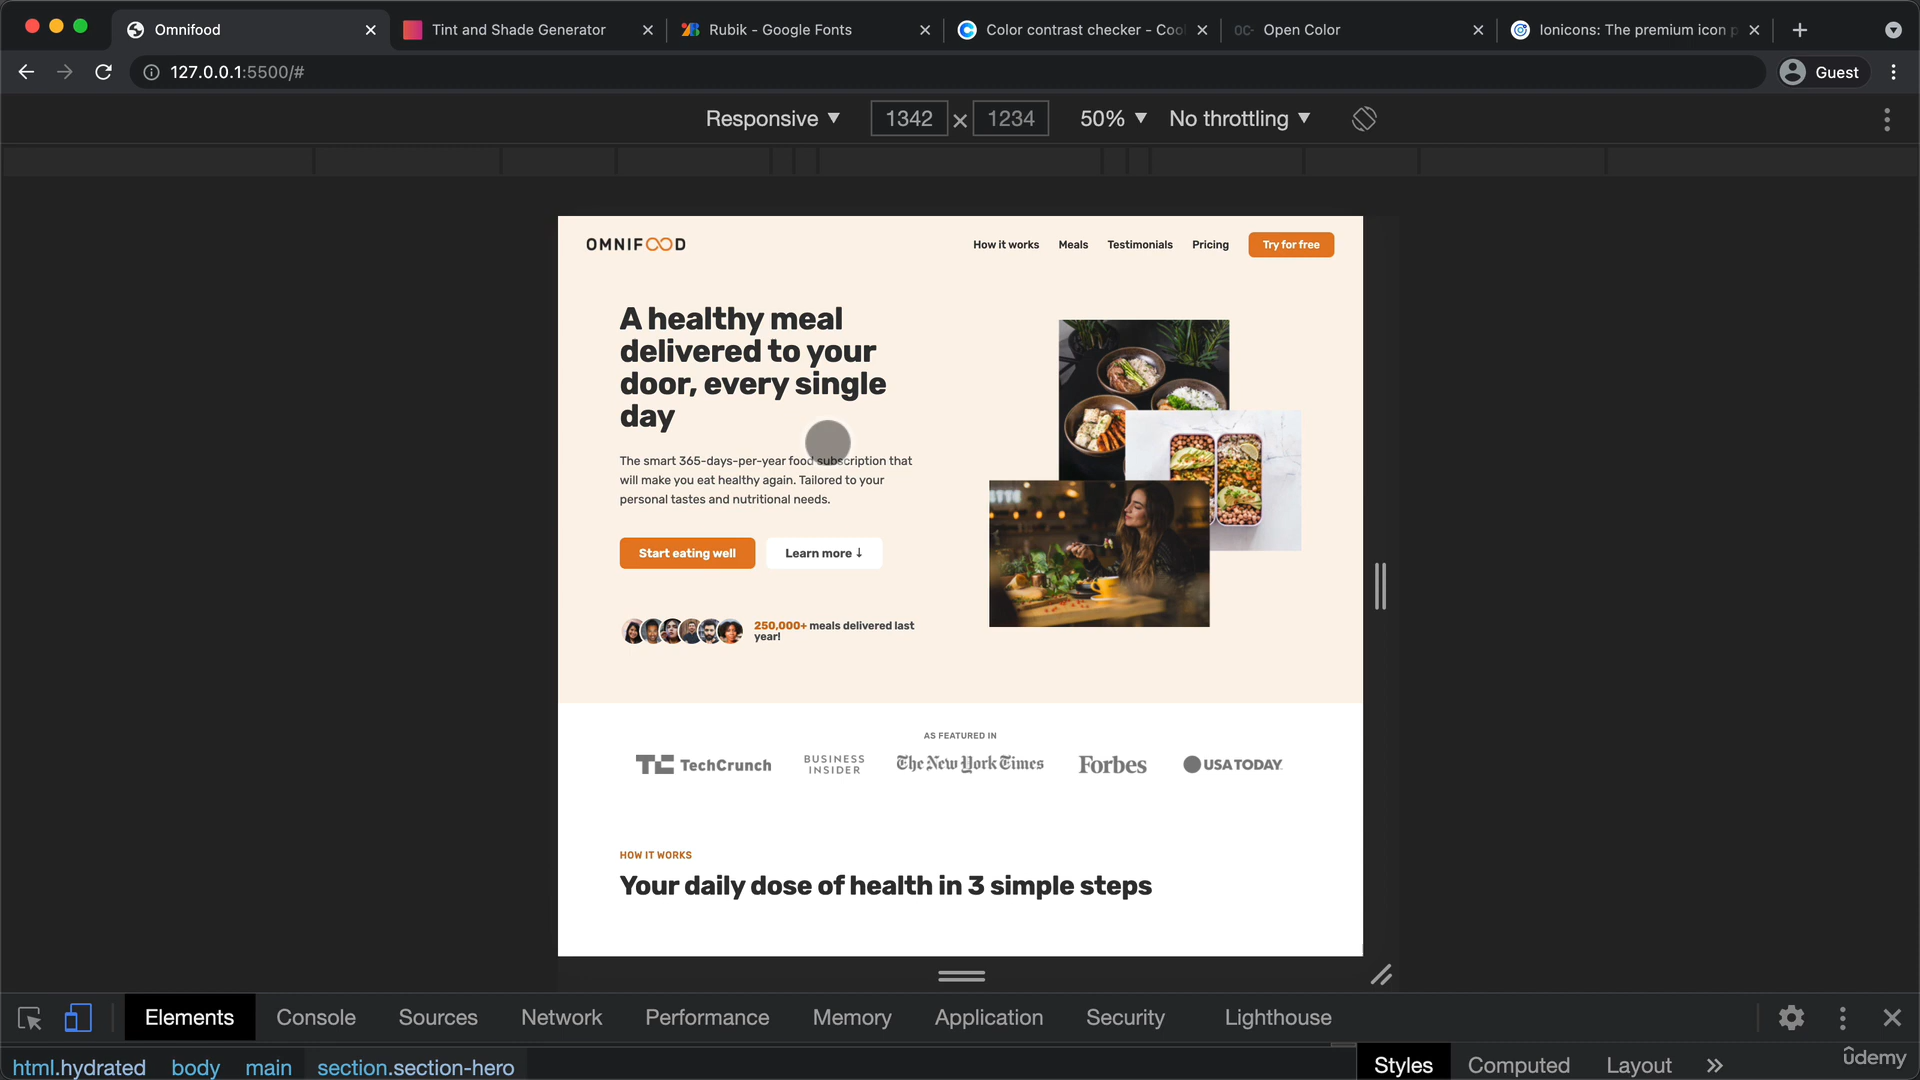 Omnifood
Tint and Shade Generator
Rubik - Google Fonts
Color contrast checker - Cool
Open Color
Ionicons: The premium icon p
127.0.0.1:5500/#
Guest
Responsive
1342 × 1234
50%
No throttling
OMNIFOOD
How it works
Meals
Testimonials
Pricing
Try for free
A healthy meal
delivered to your
door, every single
day
The smart 365-days-per-year food subscription that
will make you eat healthy again. Tailored to your
personal tastes and nutritional needs.
Start eating well
Learn more ↓
250,000+ meals delivered last
year!
AS FEATURED IN
TC TechCrunch
BUSINESS
INSIDER
The New York Times
Forbes
USA TODAY
HOW IT WORKS
Your daily dose of health in 3 simple steps
Elements
Console
Sources
Network
Performance
Memory
Application
Security
Lighthouse
html.hydrated
body
main
section.section-hero
Styles
Computed
Layout
ûdemy